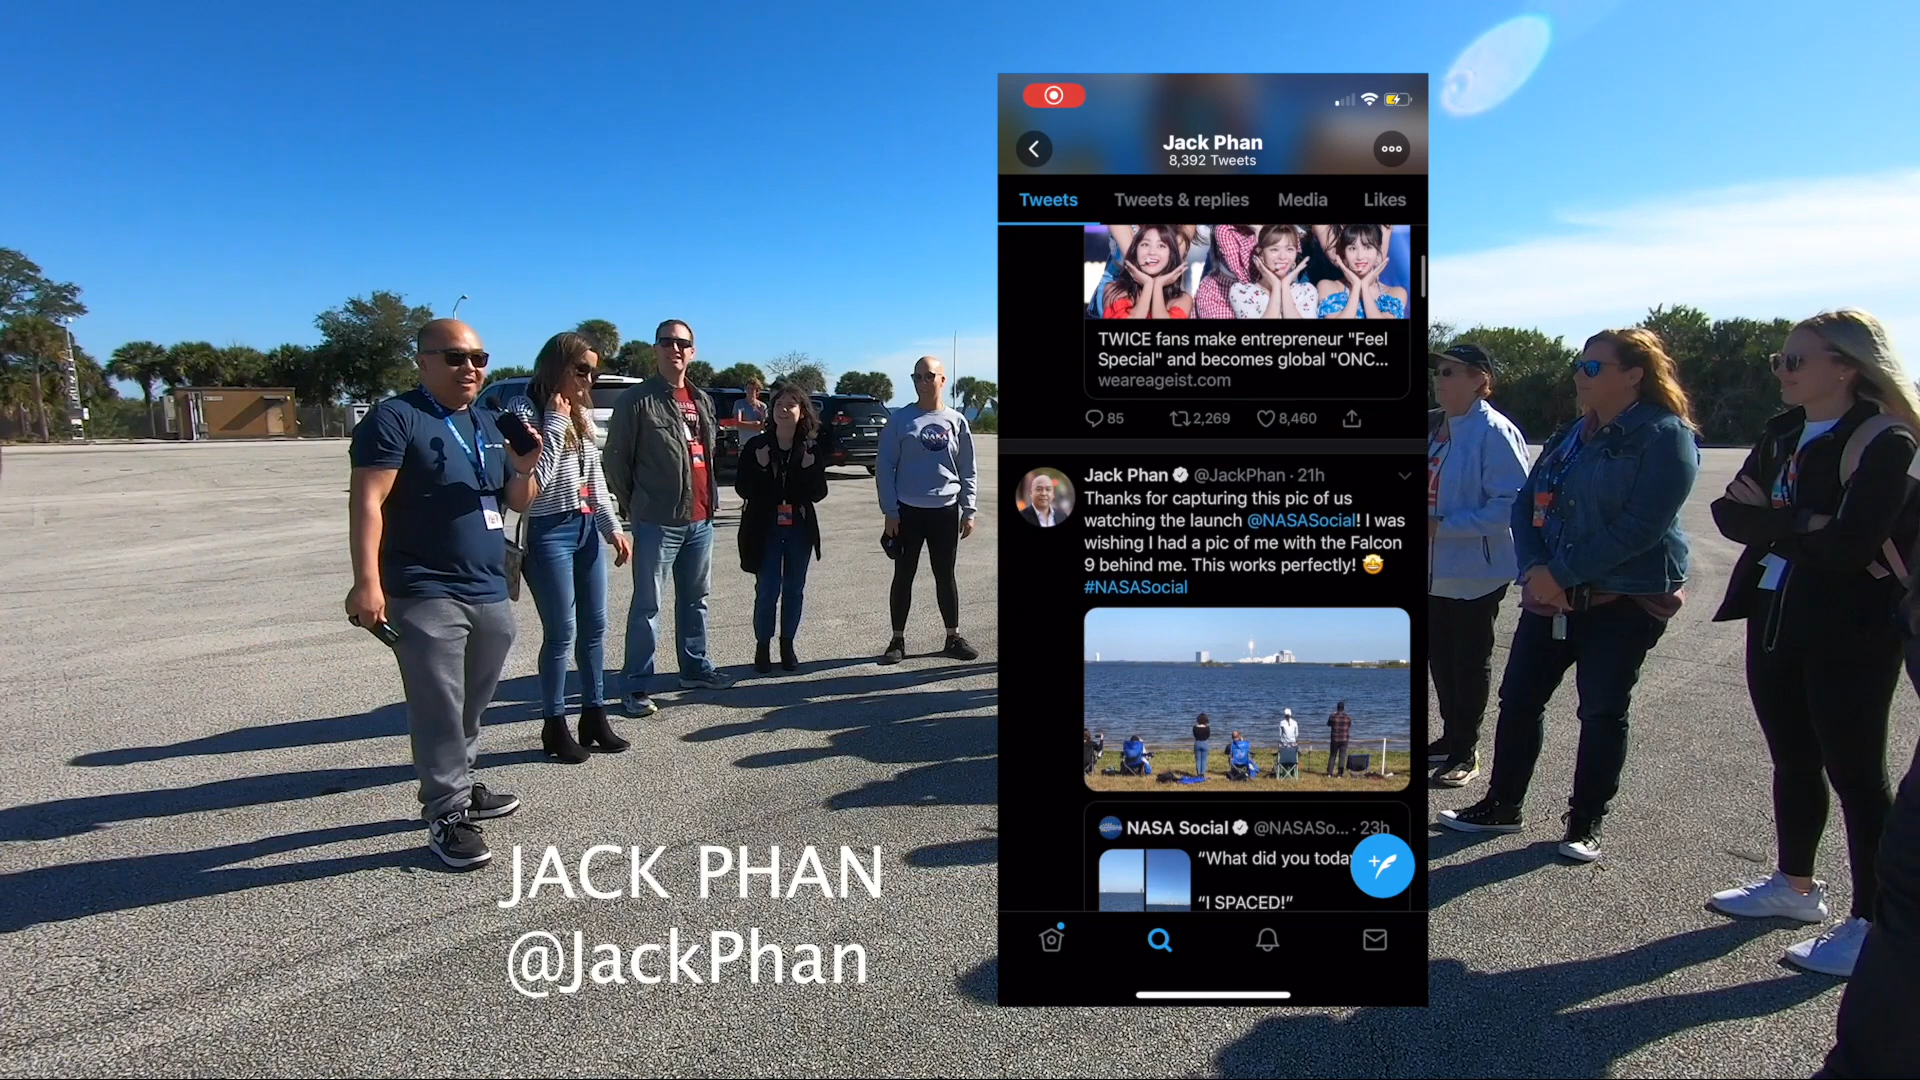 Jack Phan
8,392 Tweets
Tweets
Tweets & replies
Media
Likes
TWICE fans make entrepreneur "Feel
Special" and becomes global "ONC...
weareageist.com
85
2,269
8,460
Jack Phan @JackPhan · 21h
Thanks for capturing this pic of us
watching the launch @NASASocial! I was
wishing I had a pic of me with the Falcon
9 behind me. This works perfectly! 🤩
#NASASocial
NASA Social @NASASo... · 23h
“What did you today
“I SPACED!”
NASA
JACK PHAN
@JackPhan